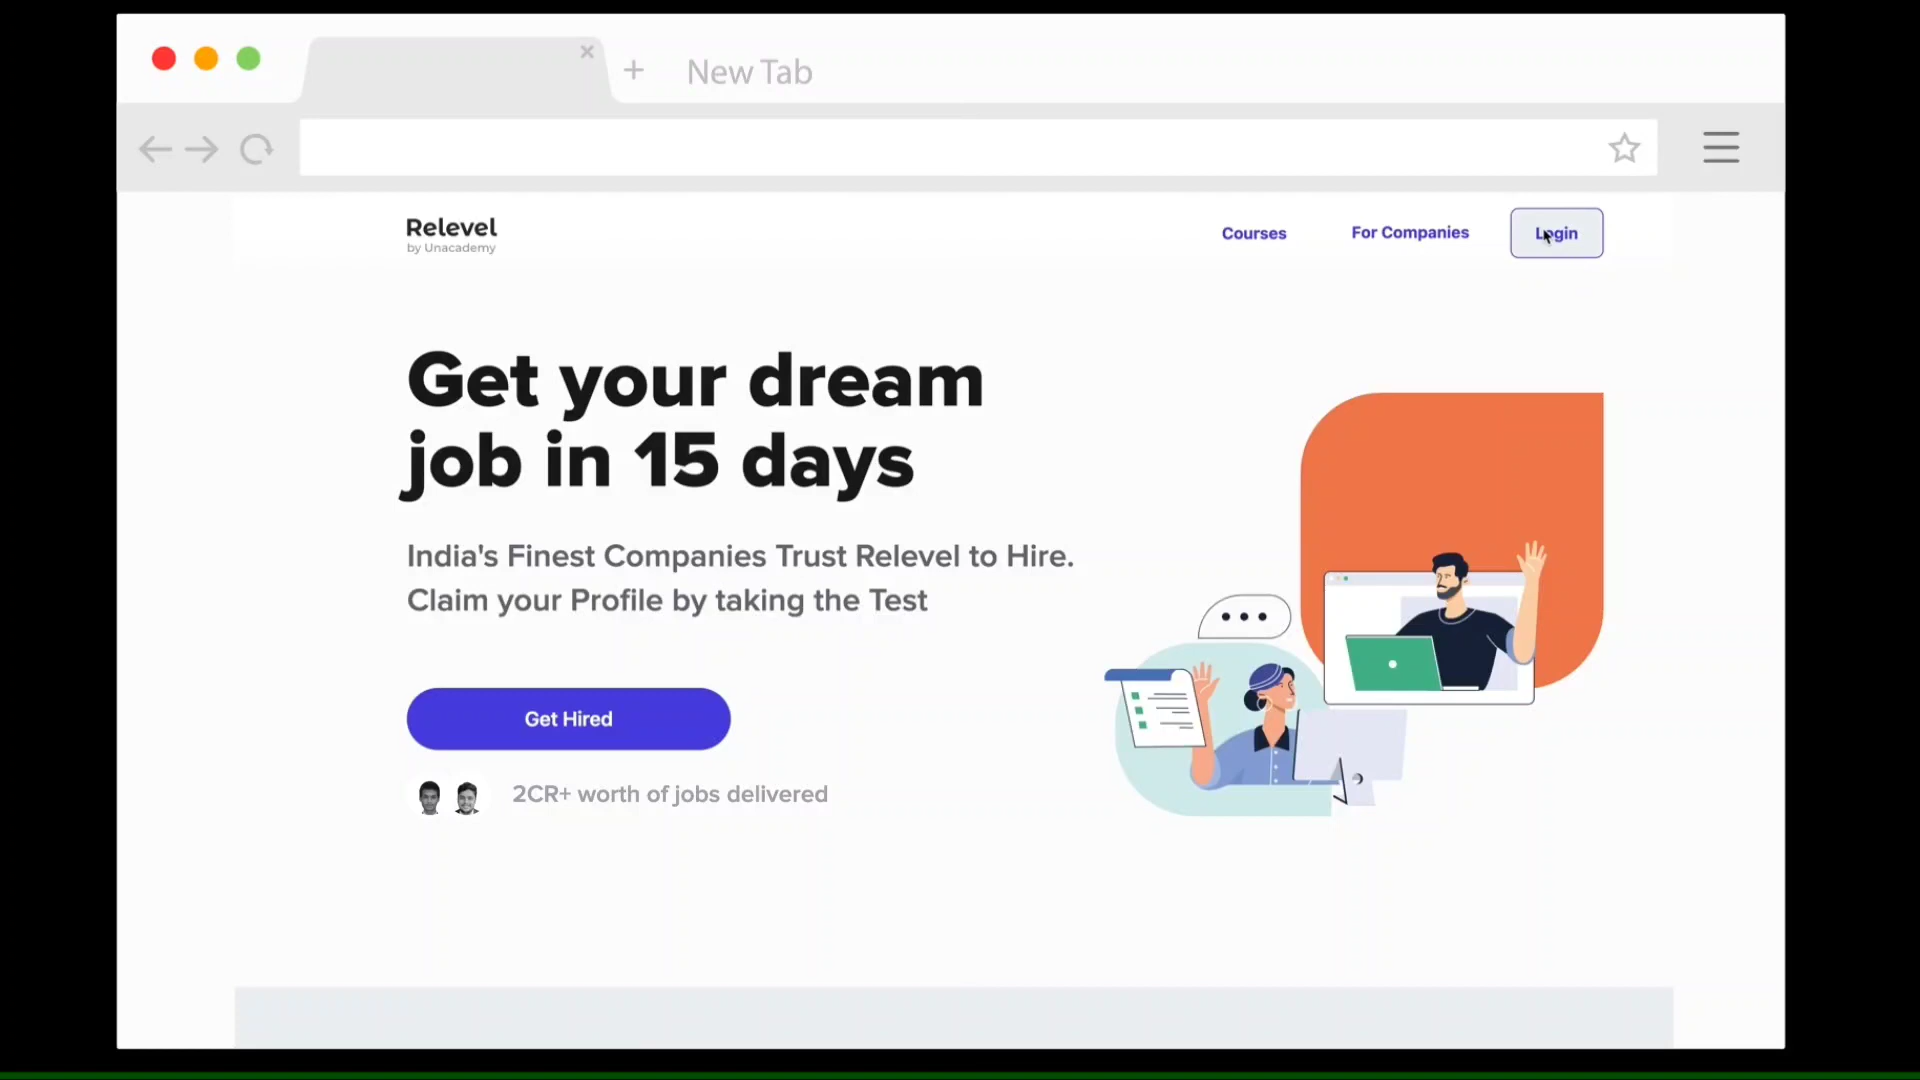 New Tab
Relevel
by Unacademy
Courses
For Companies
Login
Get your dream
job in 15 days
India's Finest Companies Trust Relevel to Hire.
Claim your Profile by taking the Test
Get Hired
2CR+ worth of jobs delivered